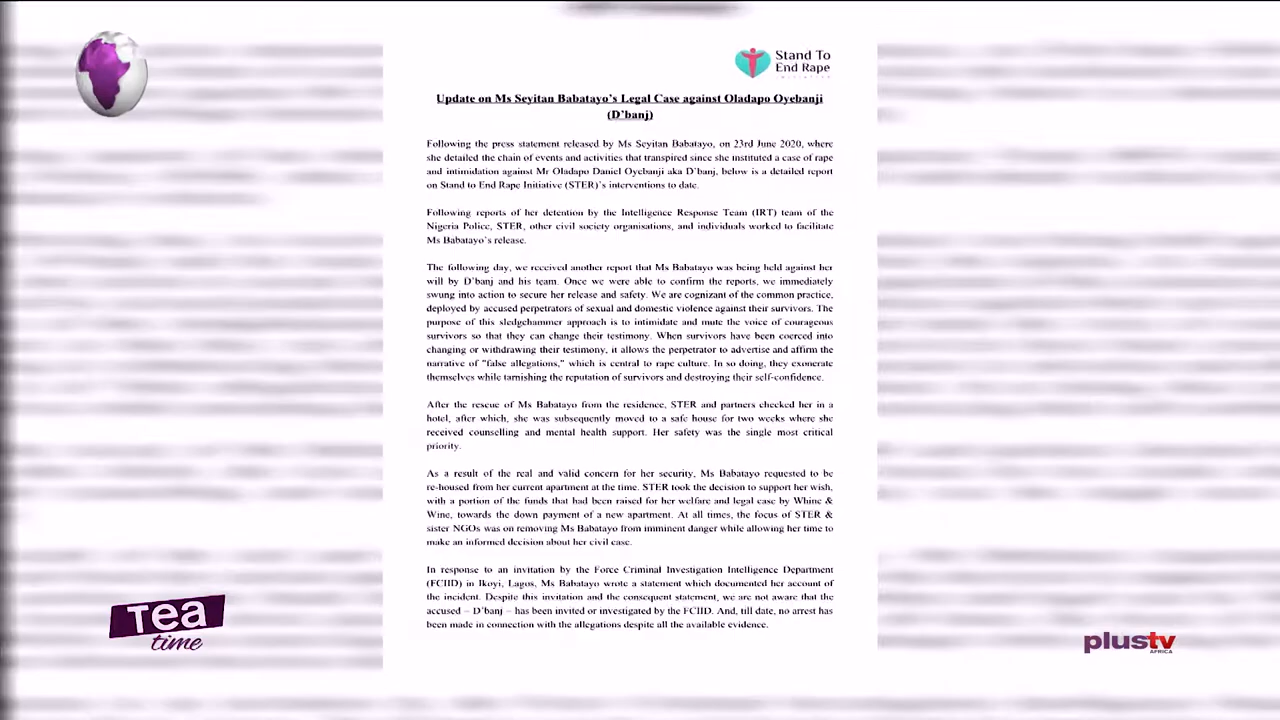 Stand To
End Rape
Initiative
Update on Ms Seyitan Babatayo's Legal Case against Oladapo Oyebanji
(D'banj)
Following the press statement released by Ms Seyitan Babatayo, on 23rd June 2020, where
she detailed the chain of events and activities that transpired since she instituted a case of rape
and intimidation against Mr Oladapo Daniel Oyebanji aka D'banj, below is a detailed report
on Stand to End Rape Initiative (STER)'s interventions to date.
Following reports of her detention by the Intelligence Response Team (IRT) team of the
Nigeria Police, STER, other civil society organisations, and individuals worked to facilitate
Ms Babatayo's release.
The following day, we received another report that Ms Babatayo was being held against her
will by D'banj and his team. Once we were able to confirm the reports, we immediately
swung into action to secure her release and safety. We are cognizant of the common practice,
deployed by accused perpetrators of sexual and domestic violence against their survivors. The
purpose of this sledgehammer approach is to intimidate and mute the voice of courageous
survivors so that they can change their testimony. When survivors have been coerced into
changing or withdrawing their testimony, it allows the perpetrator to advertise and affirm the
narrative of "false allegations," which is central to rape culture. In so doing, they exonerate
themselves while tarnishing the reputation of survivors and destroying their self-confidence.
After the rescue of Ms Babatayo from the residence, STER and partners checked her in a
hotel, after which, she was subsequently moved to a safe house for two weeks where she
received counselling and mental health support. Her safety was the single most critical
priority.
As a result of the real and valid concern for her security, Ms Babatayo requested to be
re-housed from her current apartment at the time. STER took the decision to support her wish,
with a portion of the funds that had been raised for her welfare and legal case by Whine &
Wine, towards the down payment of a new apartment. At all times, the focus of STER &
sister NGOs was on removing Ms Babatayo from imminent danger while allowing her time to
make an informed decision about her civil case.
In response to an invitation by the Force Criminal Investigation Intelligence Department
(FCIID) in Ikoyi, Lagos, Ms Babatayo wrote a statement which documented her account of
the incident. Despite this invitation and the consequent statement, we are not aware that the
accused – D'banj – has been invited or investigated by the FCIID. And, till date, no arrest has
been made in connection with the allegations despite all the available evidence.
Tea
time
plustv
AFRICA